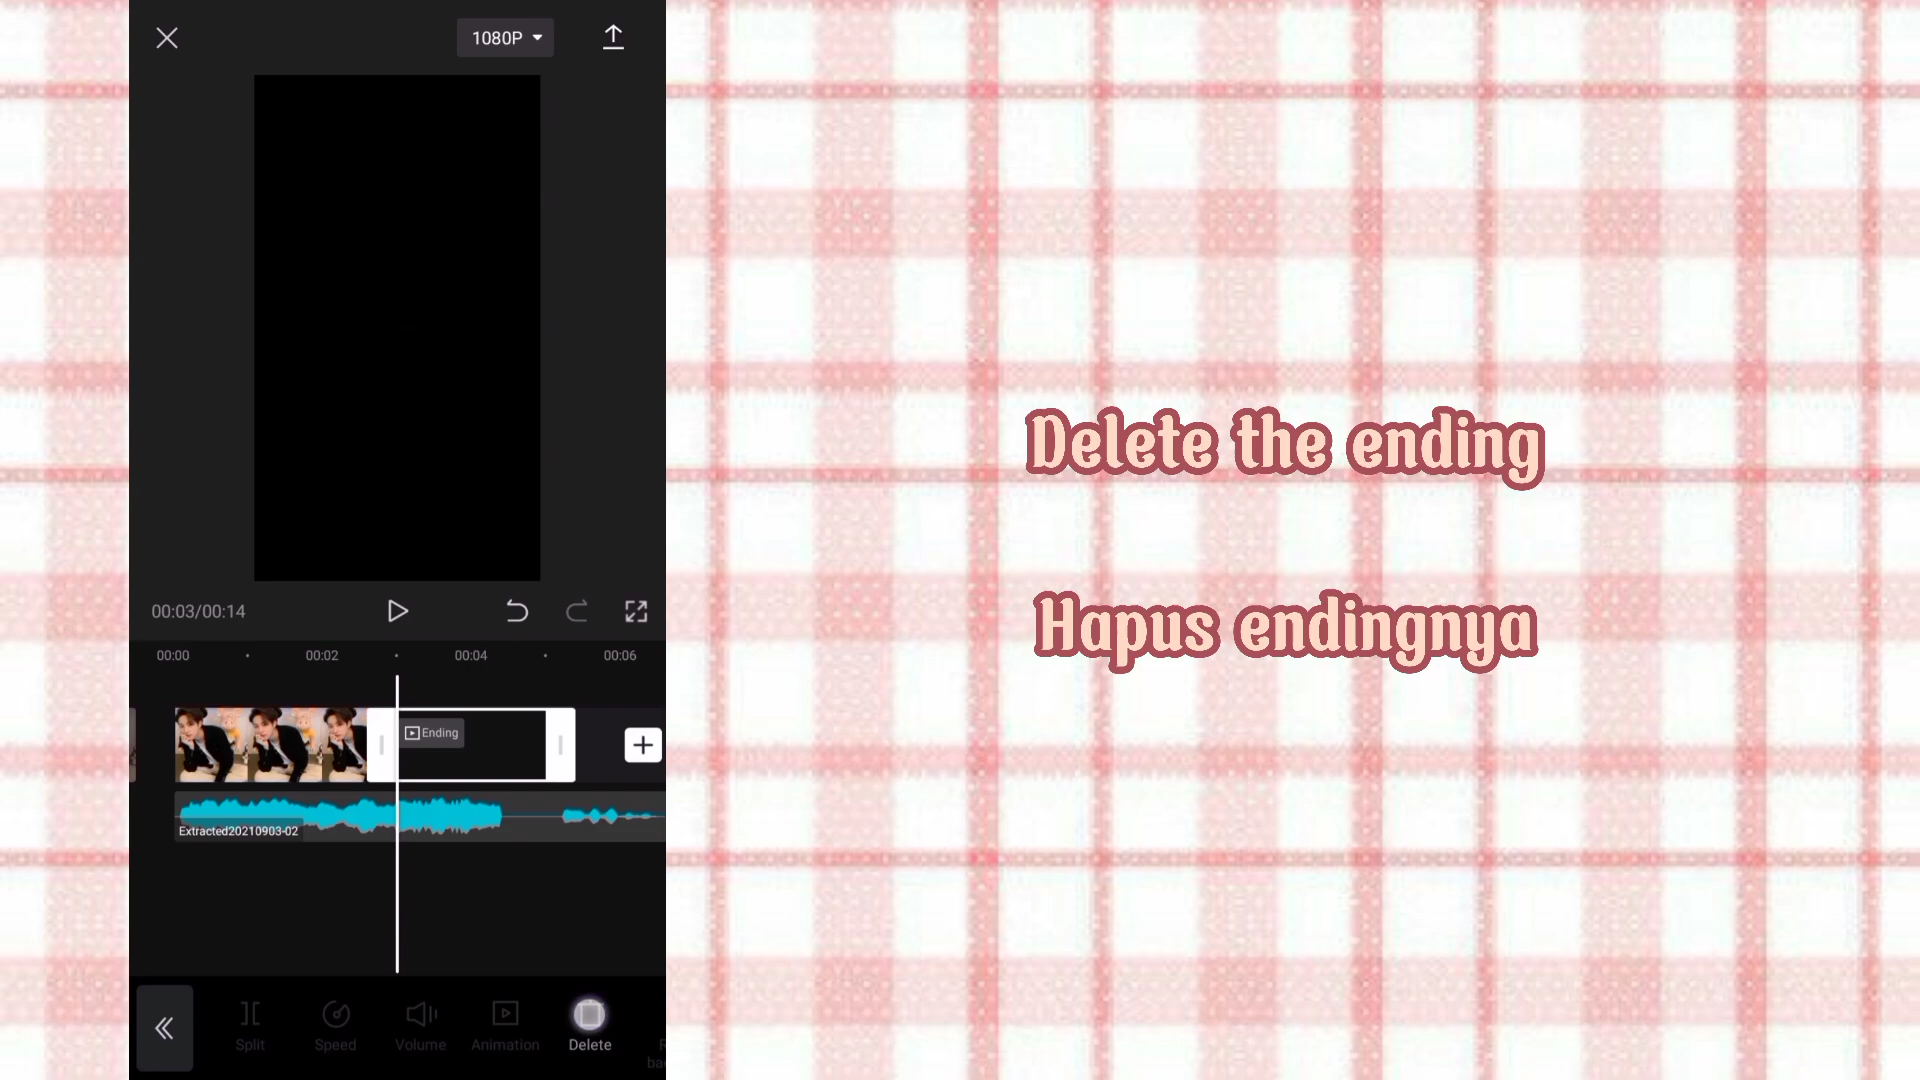 1080P
00:03/00:14
00:00
00:02
00:04
00:06
Ending
Extracted20210903-02
Split
Speed
Volume
Animation
Delete
Delete the ending
Hapus endingnya